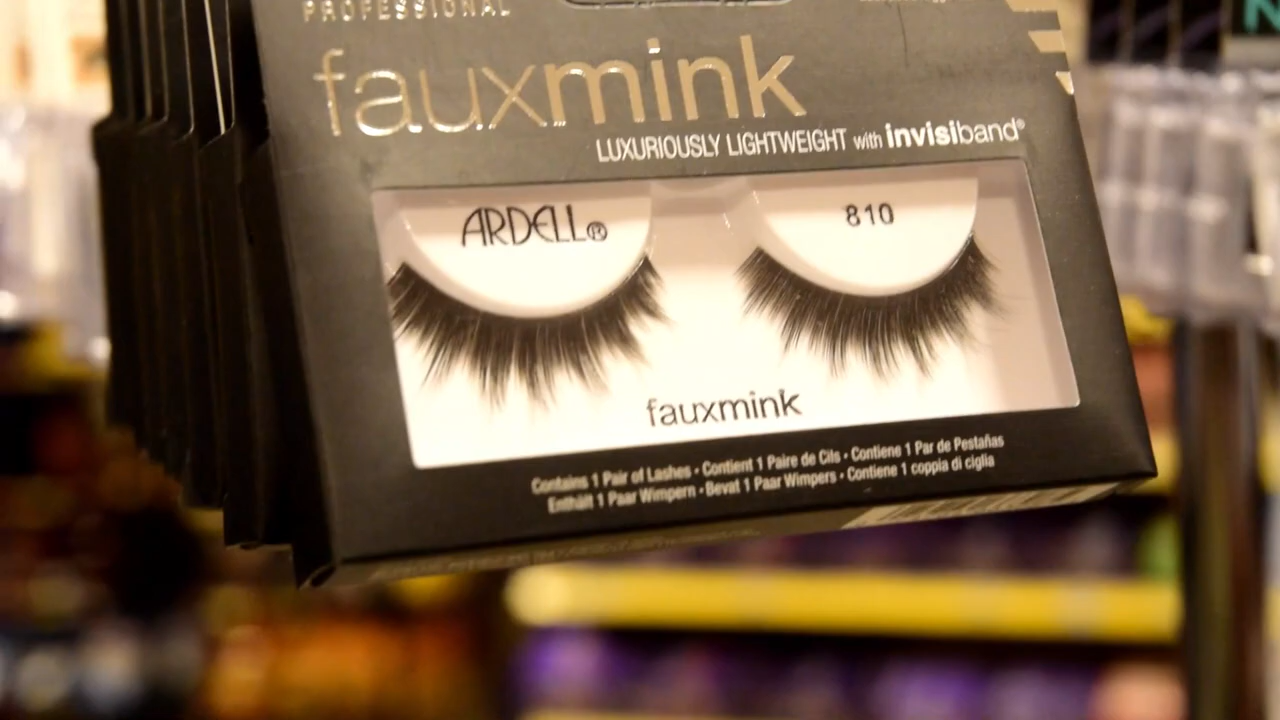 PROFESSIONAL
fauxmink
LUXURIOUSLY LIGHTWEIGHT with invisiband®
ARDELL®
810
fauxmink
Contains 1 Pair of Lashes • Contient 1 Paire de Cils • Contiene 1 Par de Pestañas
Enthält 1 Paar Wimpern • Bevat 1 Paar Wimpers • Contiene 1 coppia di ciglia